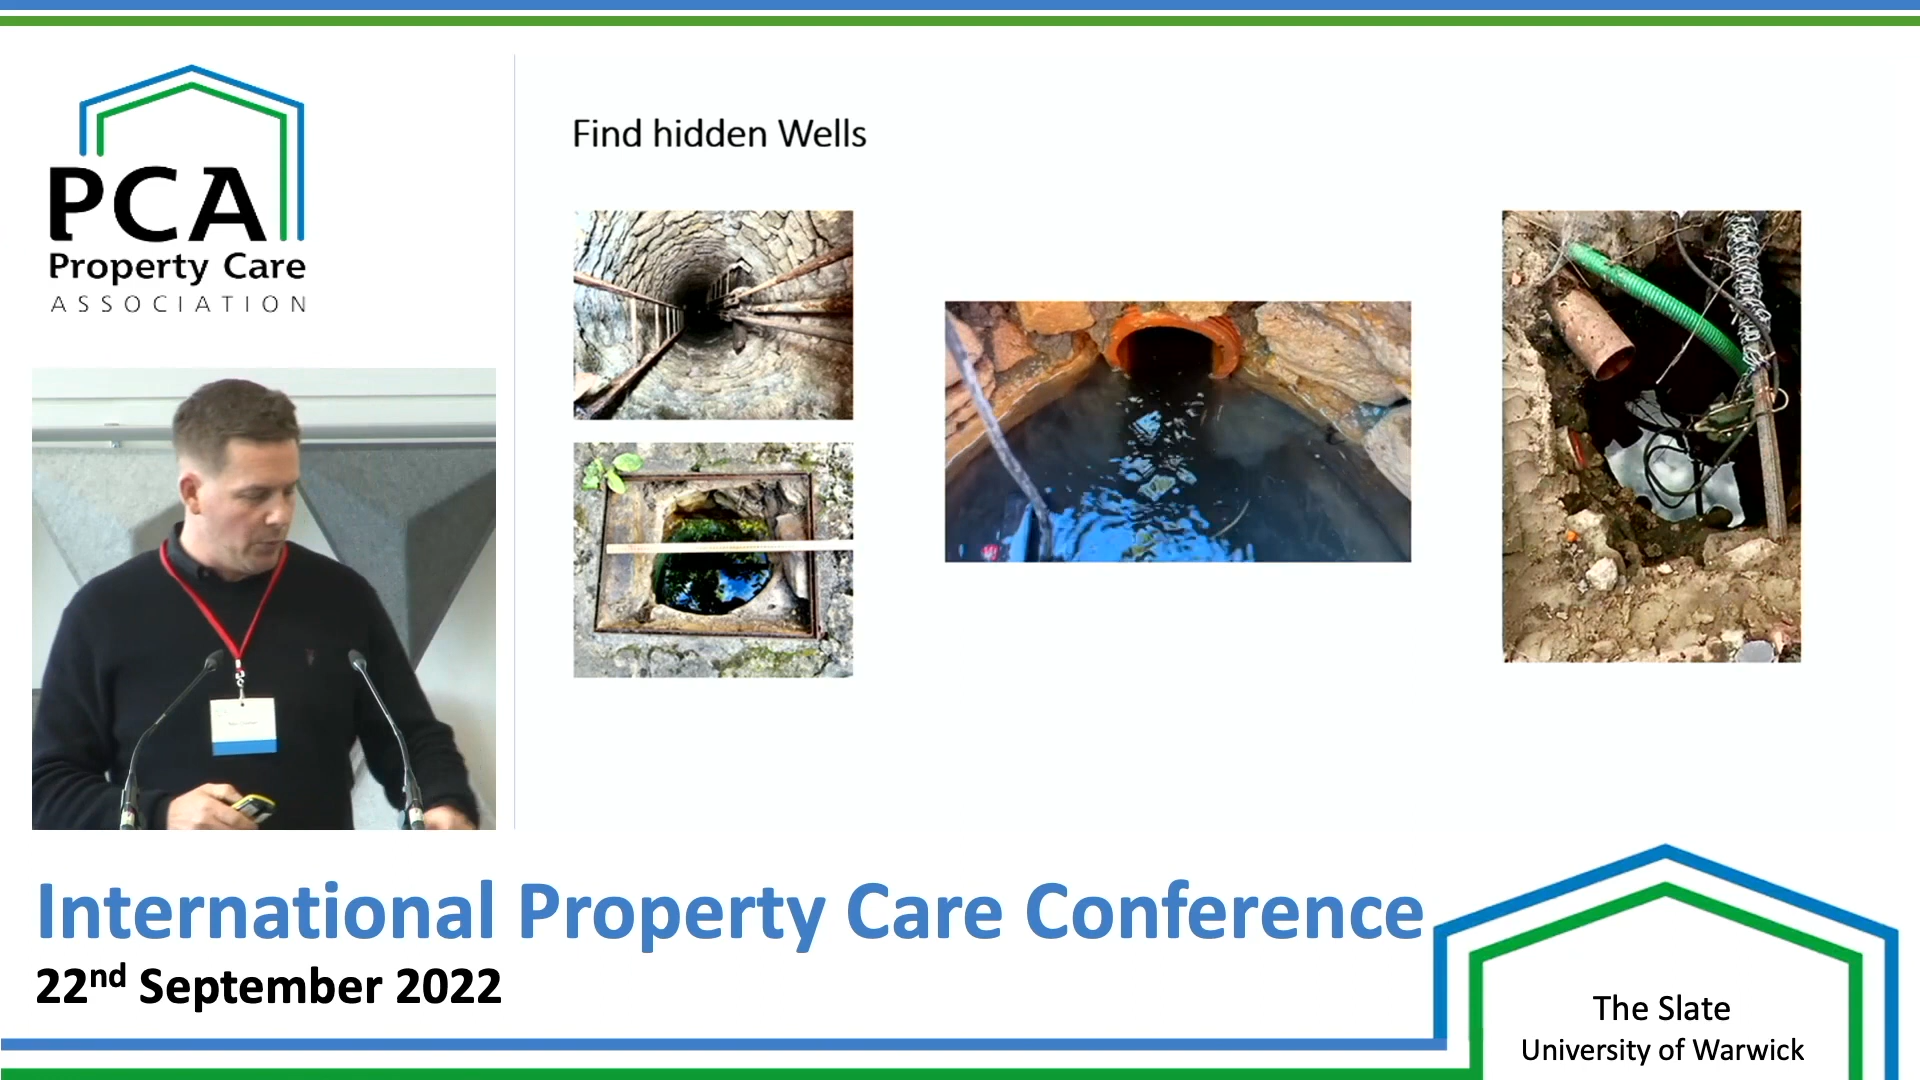 PCA
Property Care
ASSOCIATION
Find hidden Wells
International Property Care Conference
22nd September 2022
The Slate
University of Warwick